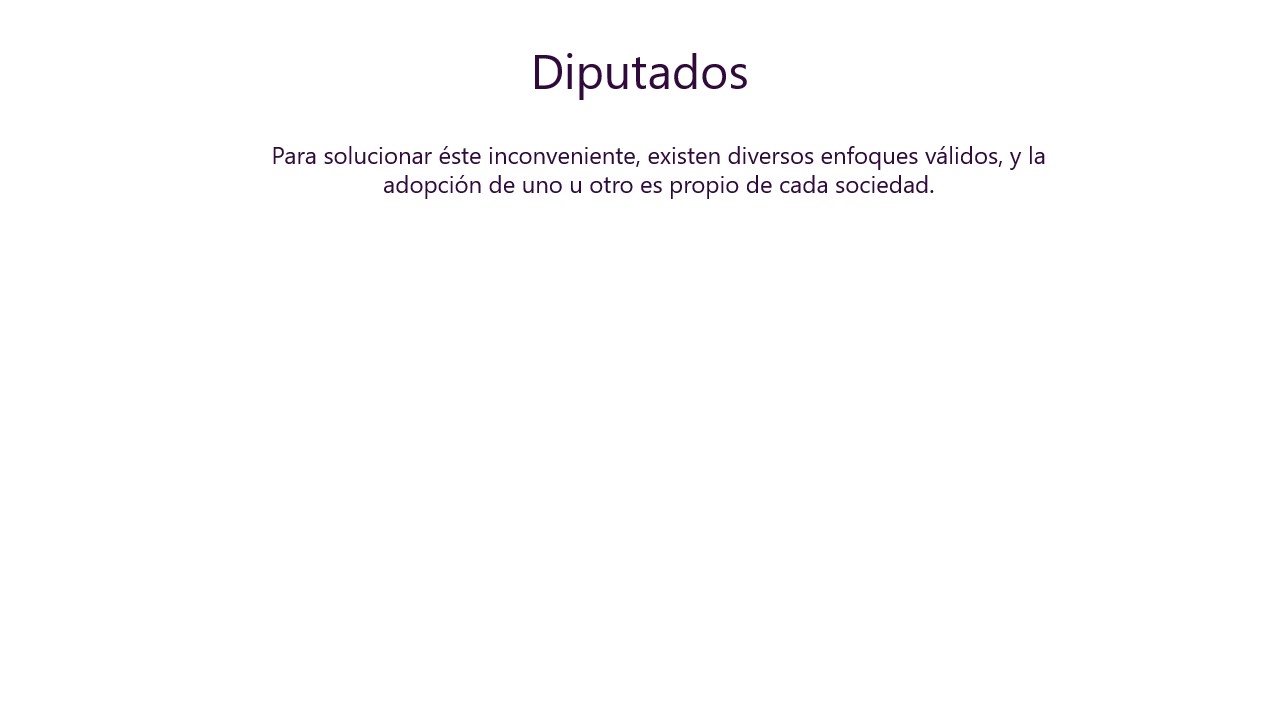 Diputados
Para solucionar éste inconveniente, existen diversos enfoques válidos, y la
adopción de uno u otro es propio de cada sociedad.